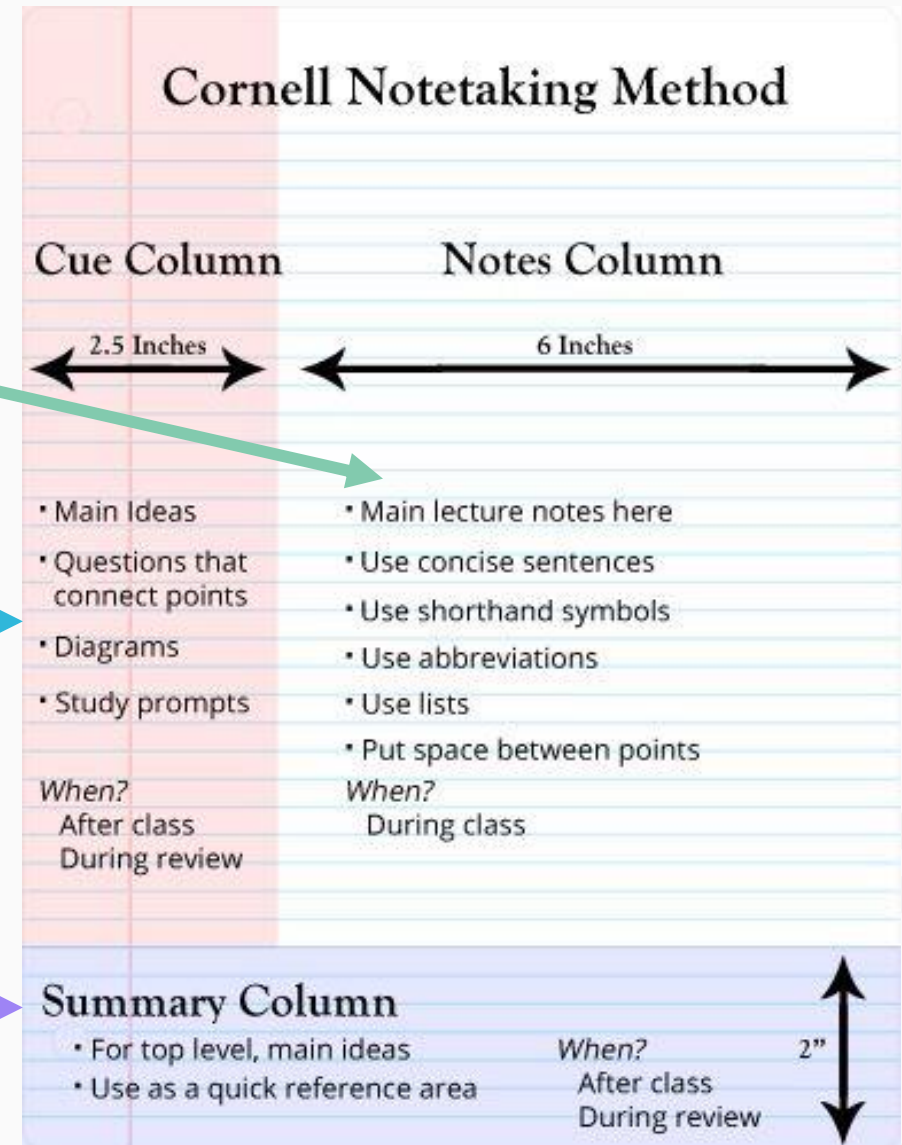 Cornell Notetaking Method
Cue Column
2.5 Inches
• Main Ideas
• Questions that
connect points
• Diagrams
• Study prompts
When?
After class
During review
Notes Column
6 Inches
• Main lecture notes here
• Use concise sentences
• Use shorthand symbols
• Use abbreviations
• Use lists
• Put space between points
When?
During class
Summary Column
• For top level, main ideas
• Use as a quick reference area
When?
After class
During review
2”